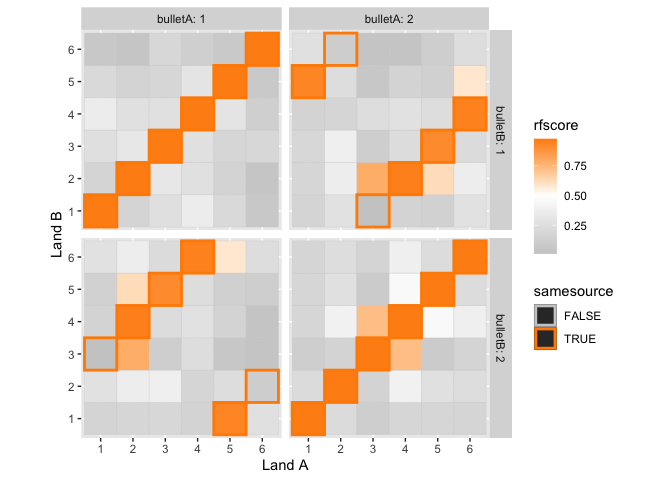 bulletA: 1
bulletA: 2
6
5
4
3
2
1
bulletB: 1
6
5
4
3
2
1
bulletB: 2
Land B
1 2 3 4 5 6
1 2 3 4 5 6
Land A
rfscore
0.75
0.50
0.25
samesource
FALSE
TRUE